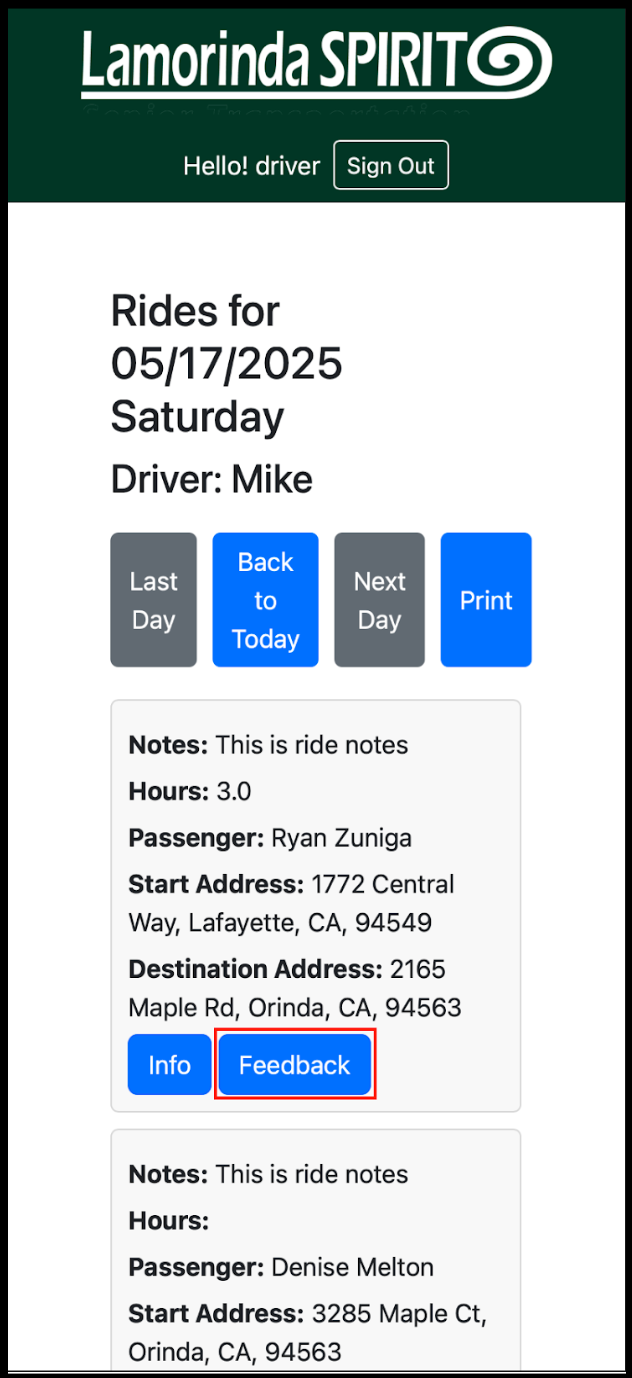 Lamorinda SPIRIT
Senior Transportation
Hello! driver Sign Out
Rides for
05/17/2025
Saturday
Driver: Mike
Last
Day
Back
to
Today
Next
Day
Print
Notes: This is ride notes
Hours: 3.0
Passenger: Ryan Zuniga
Start Address: 1772 Central
Way, Lafayette, CA, 94549
Destination Address: 2165
Maple Rd, Orinda, CA, 94563
Info Feedback
Notes: This is ride notes
Hours:
Passenger: Denise Melton
Start Address: 3285 Maple Ct,
Orinda, CA, 94563